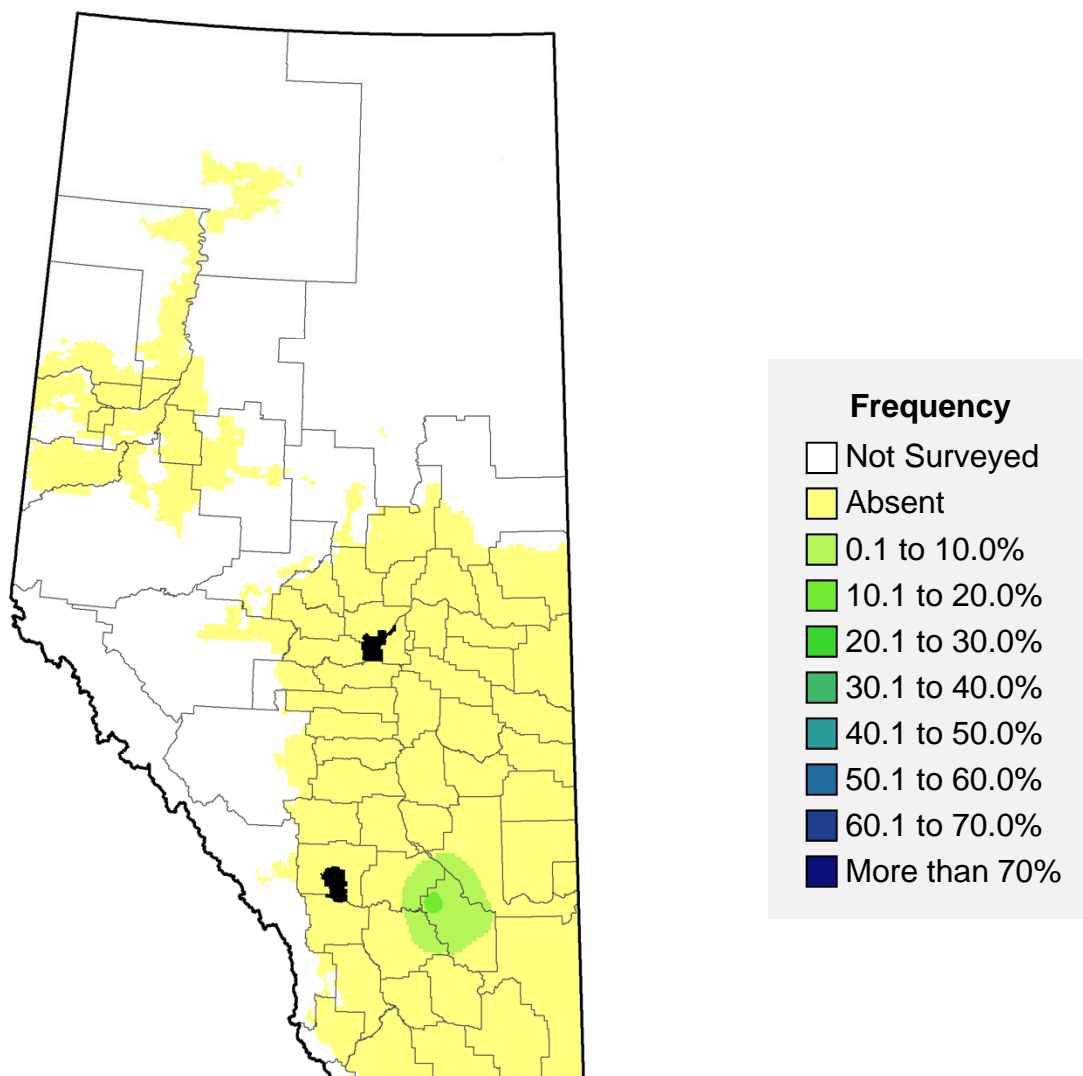 Frequency
Not Surveyed
Absent
0.1 to 10.0%
10.1 to 20.0%
20.1 to 30.0%
30.1 to 40.0%
40.1 to 50.0%
50.1 to 60.0%
60.1 to 70.0%
More than 70%